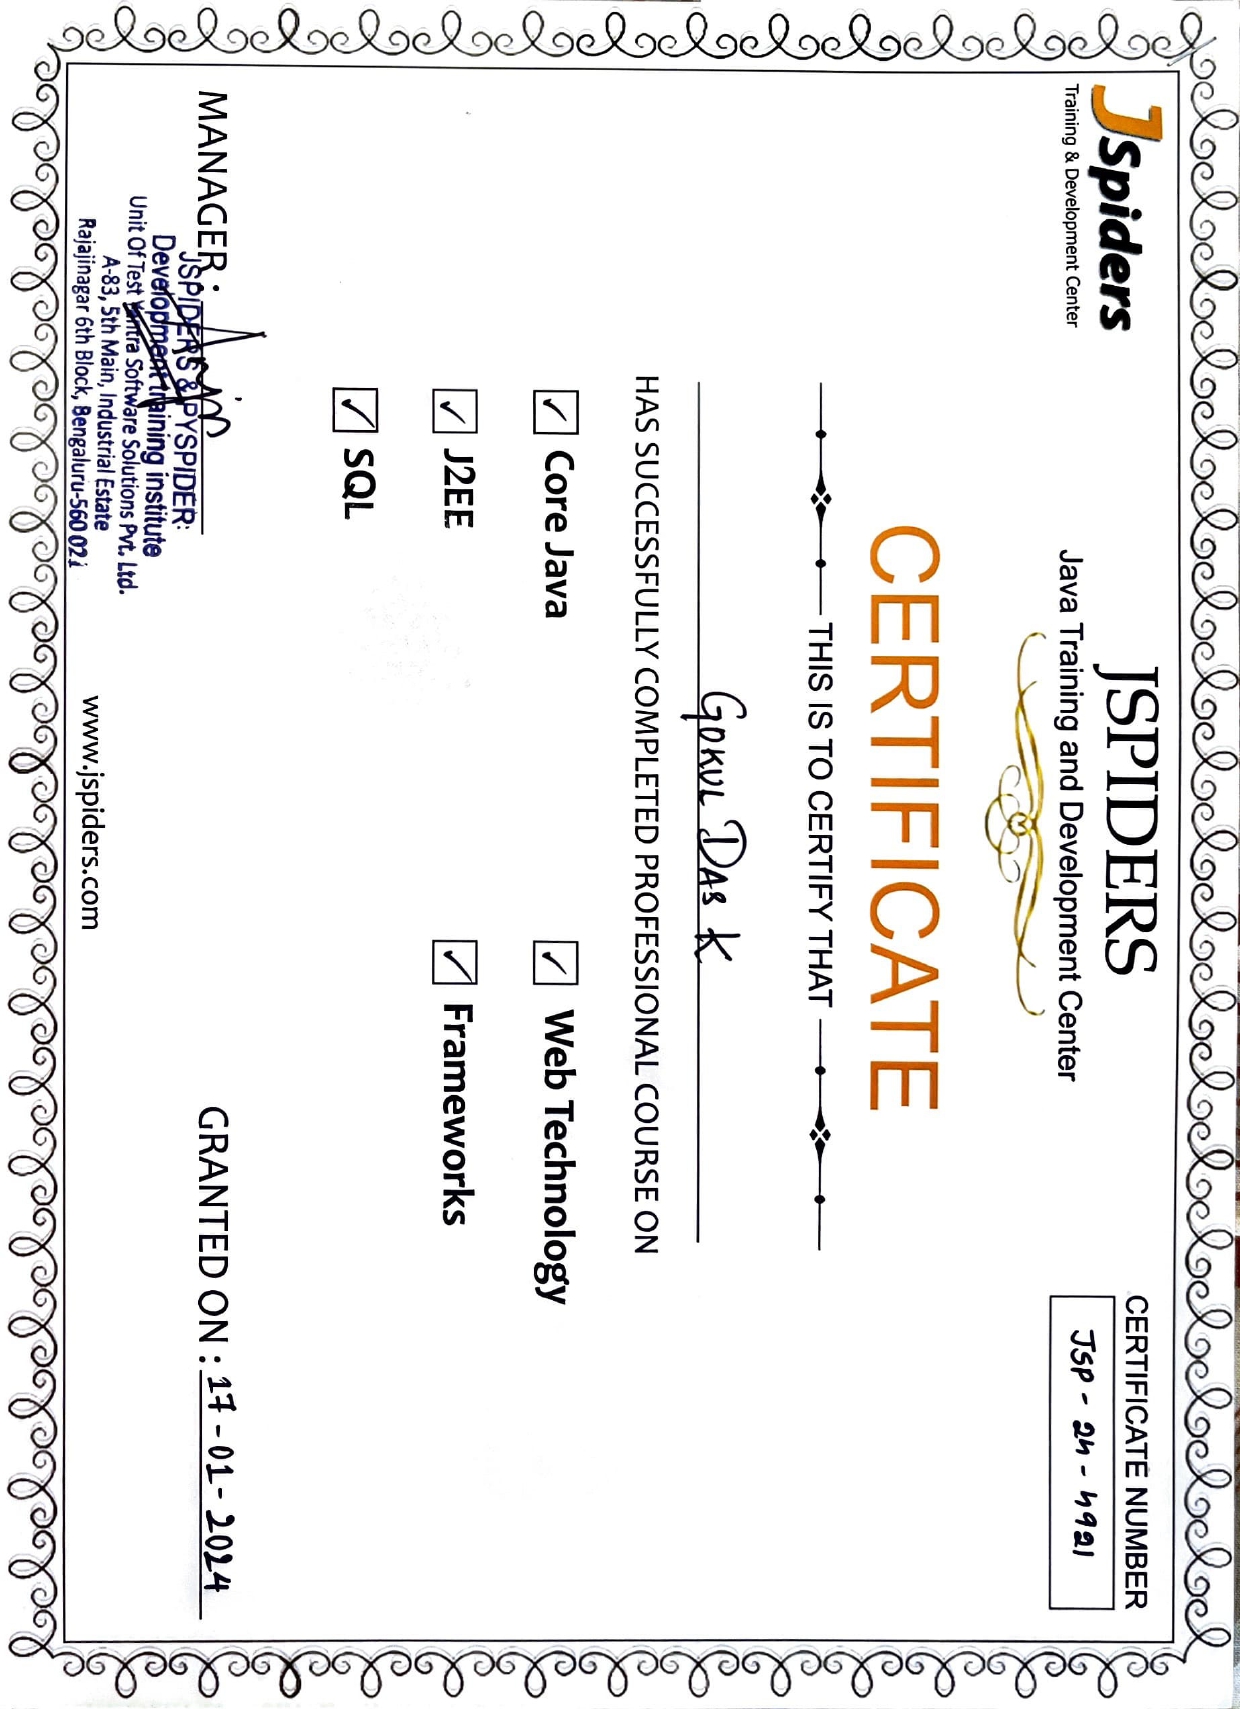 JSpiders
Training & Development Center
JSPIDERS
Java Training and Development Center
CERTIFICATE NUMBER
JSP - 24 - 4921
CERTIFICATE
THIS IS TO CERTIFY THAT
GOKUL DAS K
HAS SUCCESSFULLY COMPLETED PROFESSIONAL COURSE ON
✓ Core Java
✓ Web Technology
✓ J2EE
✓ Frameworks
✓ SQL
MANAGER :
GRANTED ON : 17-01-2024
JSPIDERS & PYSPIDER:
Development training institute
Unit Of Test Yantra Software Solutions Pvt. Ltd.
A-83, 5th Main, Industrial Estate
Rajajinagar 6th Block, Bengaluru-560 021
www.jspiders.com